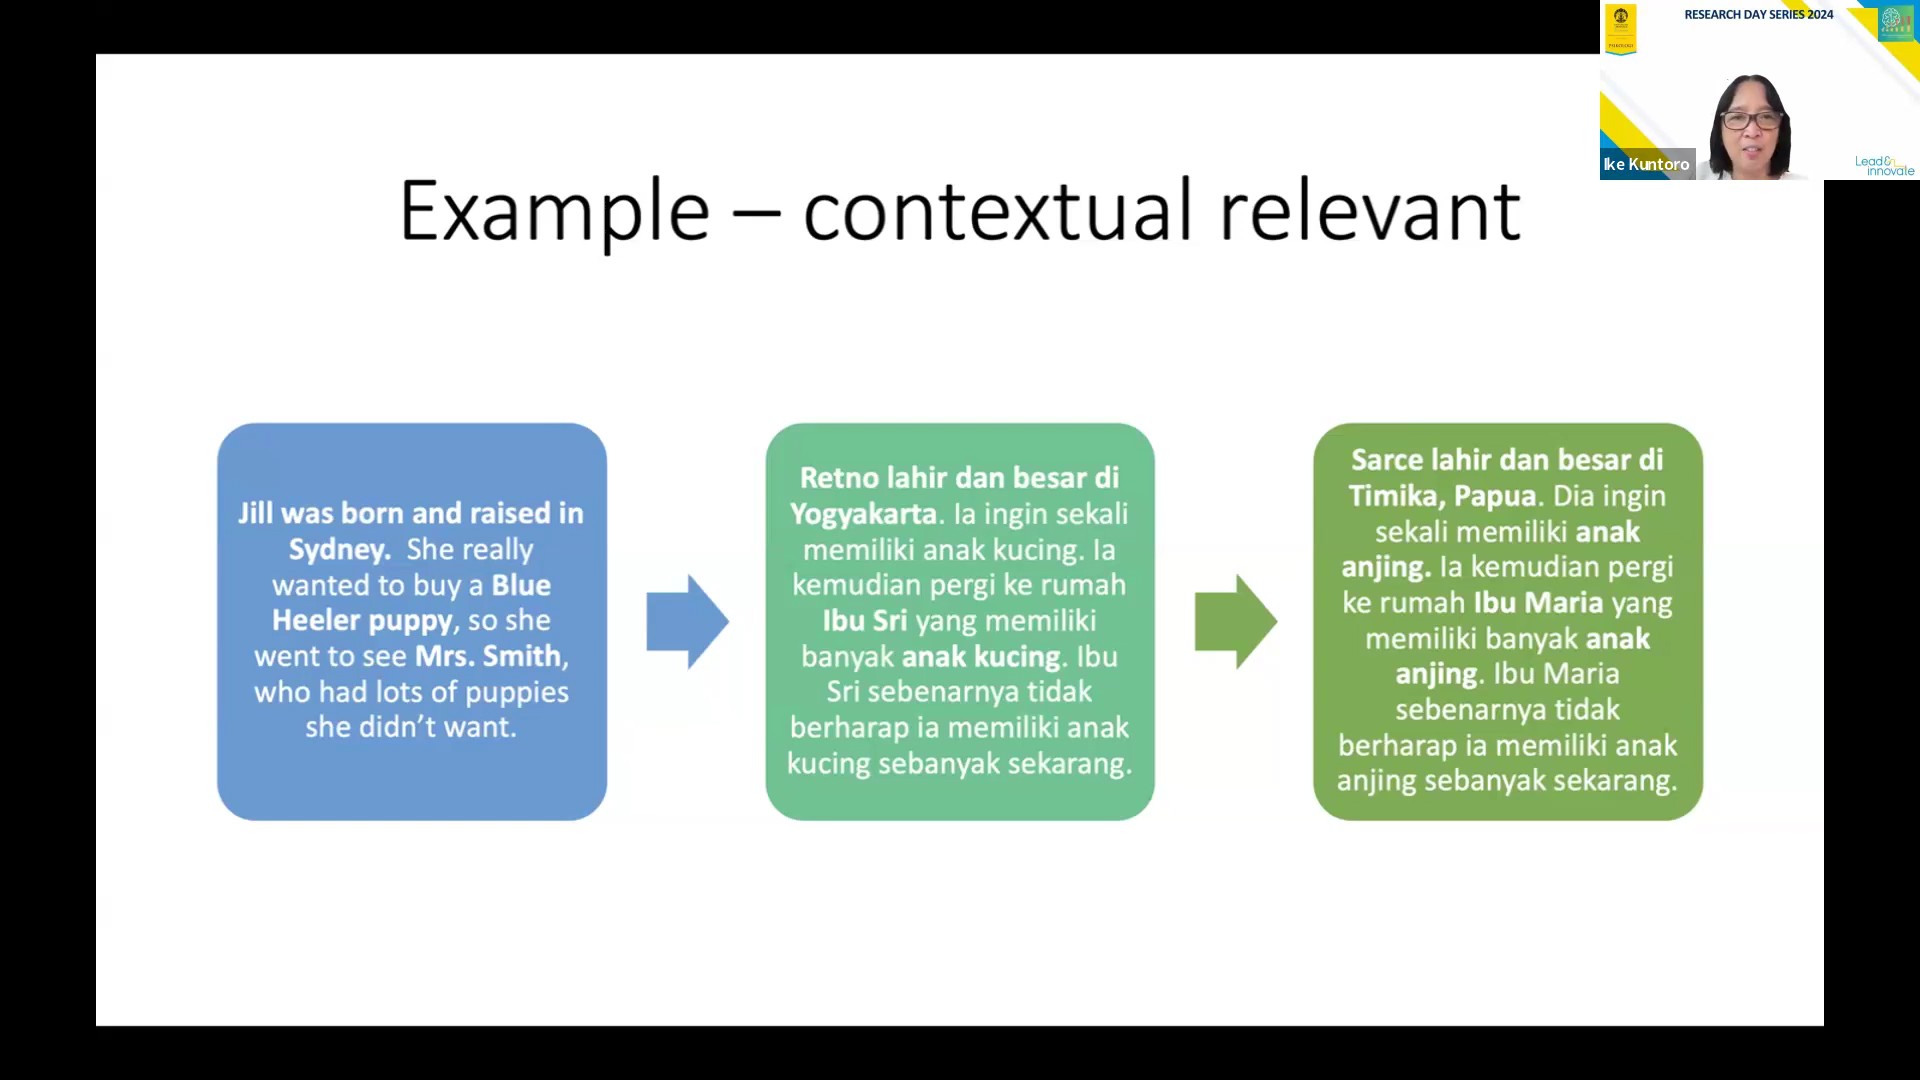 RESEARCH DAY SERIES 2024
PSIKOLOGI
Ike Kuntoro
Lead&
innovate
Example – contextual relevant
Jill was born and raised in
Sydney. She really
wanted to buy a Blue
Heeler puppy, so she
went to see Mrs. Smith,
who had lots of puppies
she didn’t want.
Retno lahir dan besar di
Yogyakarta. Ia ingin sekali
memiliki anak kucing. Ia
kemudian pergi ke rumah
Ibu Sri yang memiliki
banyak anak kucing. Ibu
Sri sebenarnya tidak
berharap ia memiliki anak
kucing sebanyak sekarang.
Sarce lahir dan besar di
Timika, Papua. Dia ingin
sekali memiliki anak
anjing. Ia kemudian pergi
ke rumah Ibu Maria yang
memiliki banyak anak
anjing. Ibu Maria
sebenarnya tidak
berharap ia memiliki anak
anjing sebanyak sekarang.